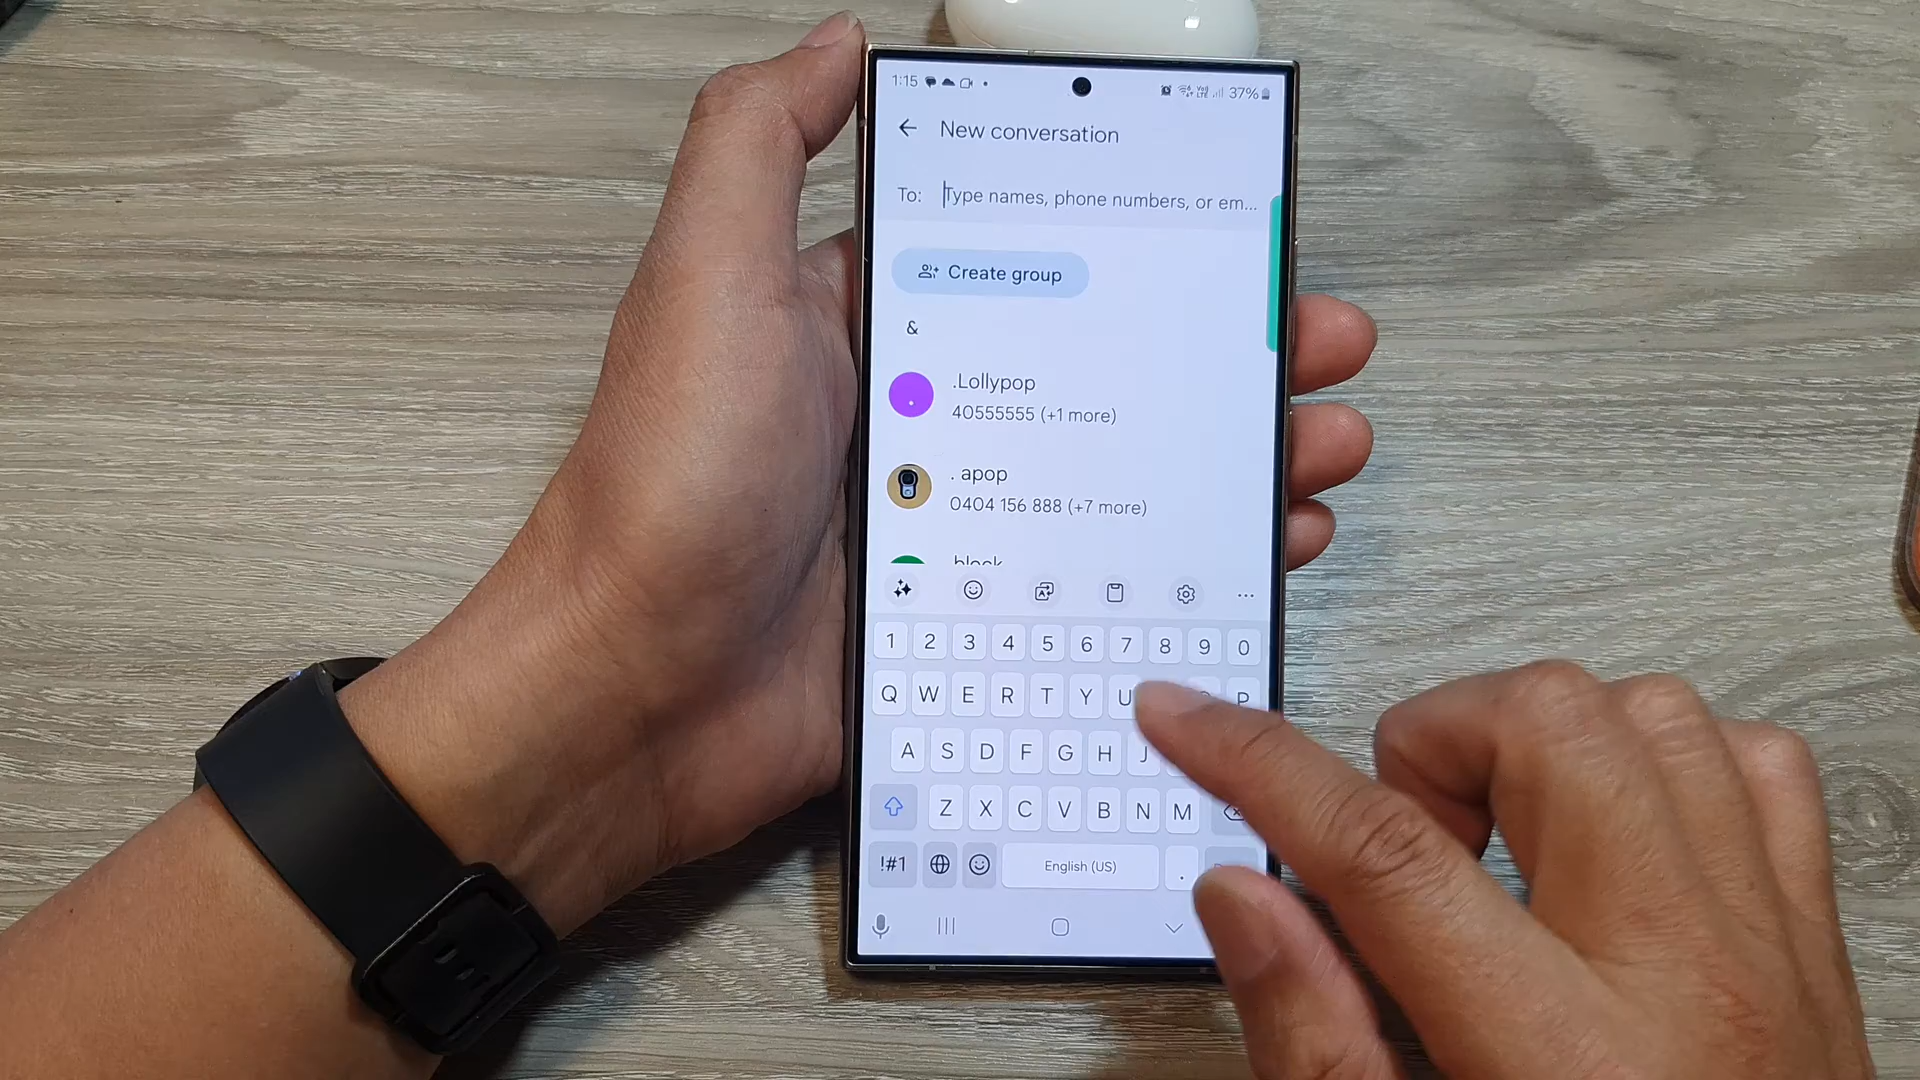 1:15 37%
New conversation
To: Type names, phone numbers, or em...
Create group
&
.Lollypop
40555555 (+1 more)
. apop
0404 156 888 (+7 more)
block
1 2 3 4 5 6 7 8 9 0
Q W E R T Y U P
A S D F G H J
Z X C V B N M
!#1 English (US) .